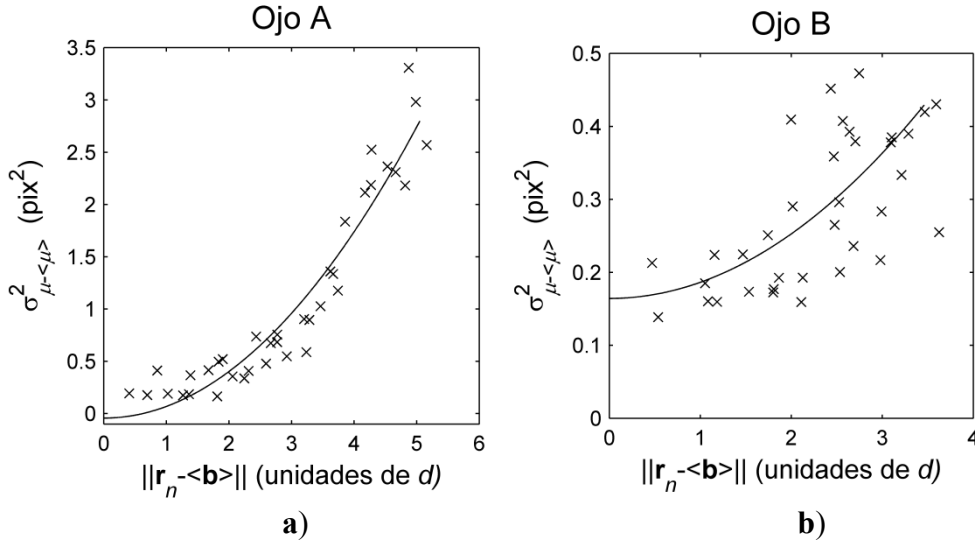 Ojo A
3.5
3
2.5
2
1.5
1
0.5
0
0 1 2 3 4 5 6
σ²μ-<μ> (pix²)
||rn-<b>|| (unidades de d)
a)
Ojo B
0.5
0.4
0.3
0.2
0.1
0
0 1 2 3 4
σ²μ-<μ> (pix²)
||rn-<b>|| (unidades de d)
b)